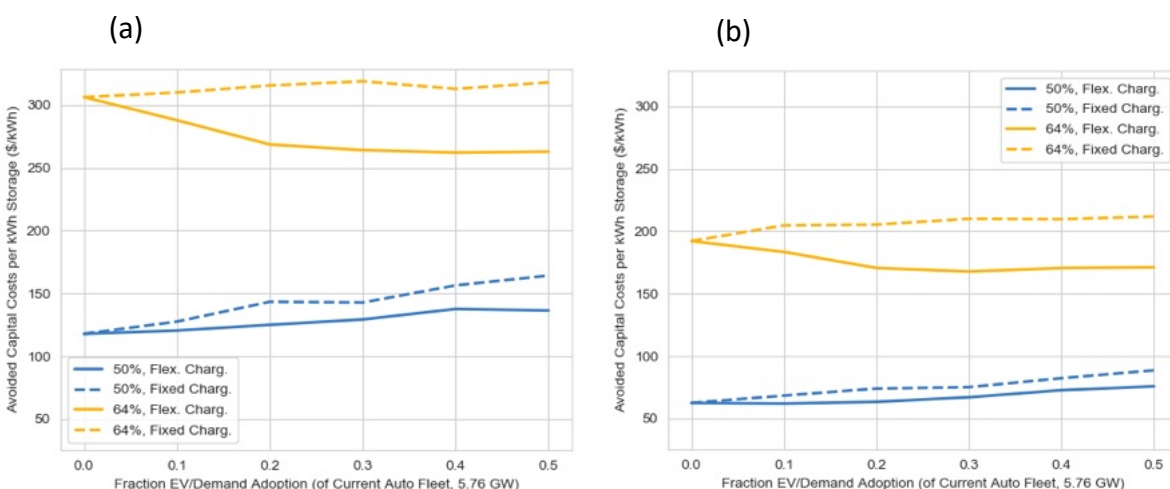 (a)
Avoided Capital Costs per kWh Storage ($/kWh)
300
250
200
150
100
50
50%, Flex. Charg.
50%, Fixed Charg.
64%, Flex. Charg.
64%, Fixed Charg.
0.0 0.1 0.2 0.3 0.4 0.5
Fraction EV/Demand Adoption (of Current Auto Fleet, 5.76 GW)
(b)
Avoided Capital Costs per kWh Storage ($/kWh)
300
250
200
150
100
50
50%, Flex. Charg.
50%, Fixed Charg.
64%, Flex. Charg.
64%, Fixed Charg.
0.0 0.1 0.2 0.3 0.4 0.5
Fraction EV/Demand Adoption (of Current Auto Fleet, 5.76 GW)